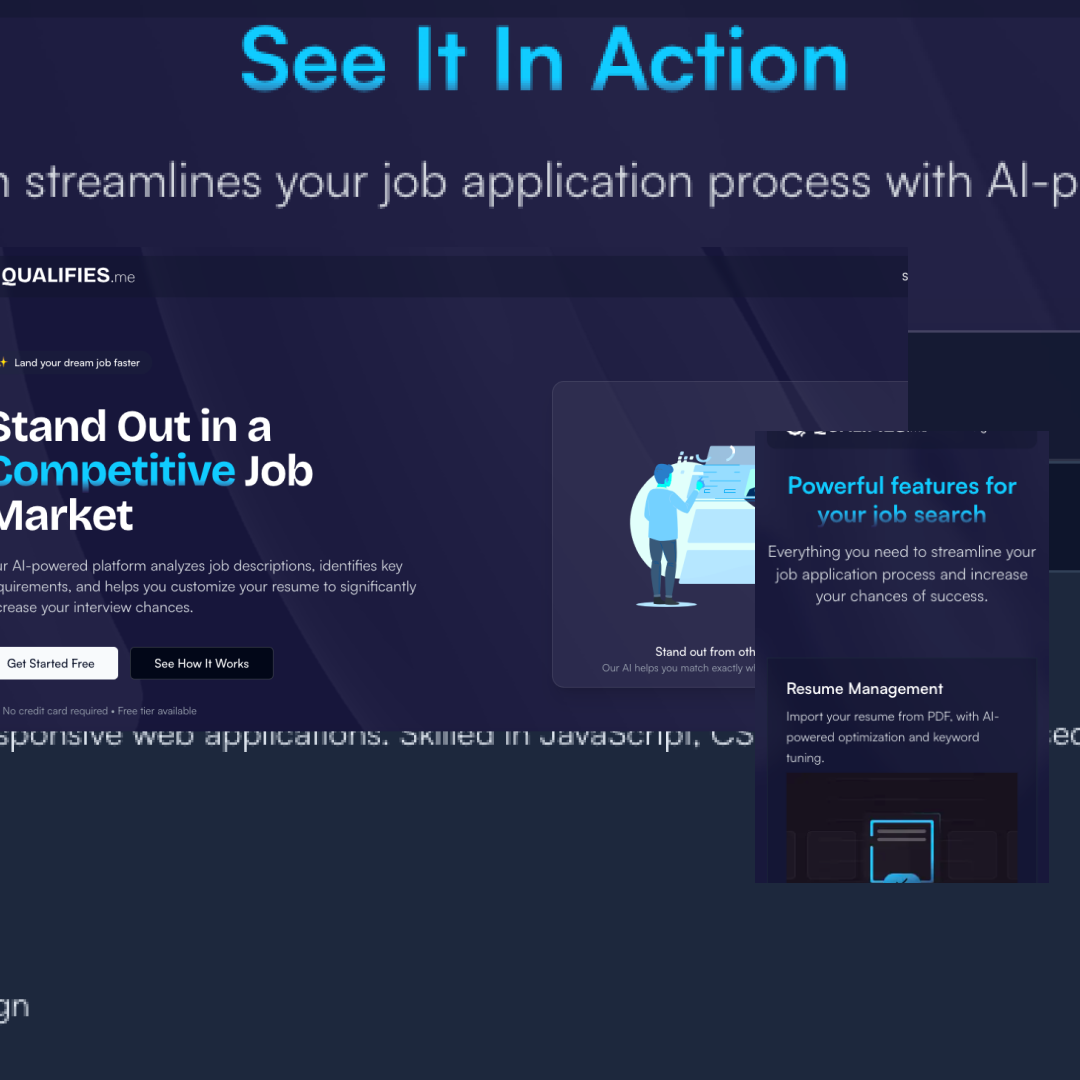 See It In Action
streamlines your job application process with AI-p
QUALIFIES.me
S
Land your dream job faster
Stand Out in a
Competitive Job
Market
AI-powered platform analyzes job descriptions, identifies key
quirements, and helps you customize your resume to significantly
crease your interview chances.
Get Started Free
See How It Works
No credit card required • Free tier available
Stand out from oth
Our AI helps you match exactly wh
Powerful features for
your job search
Everything you need to streamline your
job application process and increase
your chances of success.
Resume Management
Import your resume from PDF, with AI-
powered optimization and keyword
tuning.
sponsive web applications. Skilled in JavaScript, CS
gn